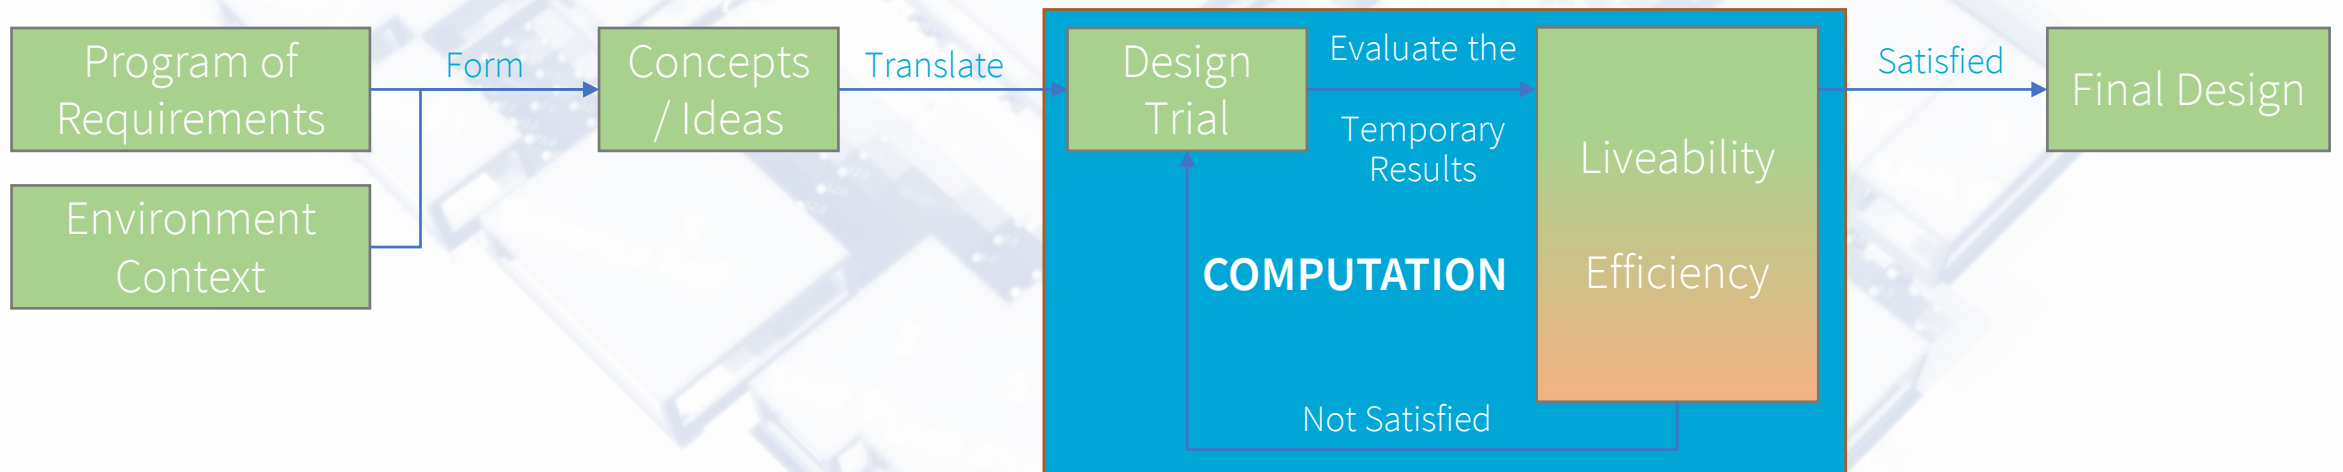 Program of
Requirements
Form
Concepts
/ Ideas
Translate
Design
Trial
Evaluate the
Temporary
Results
Liveability
Efficiency
Satisfied
Final Design
Environment
Context
COMPUTATION
Not Satisfied